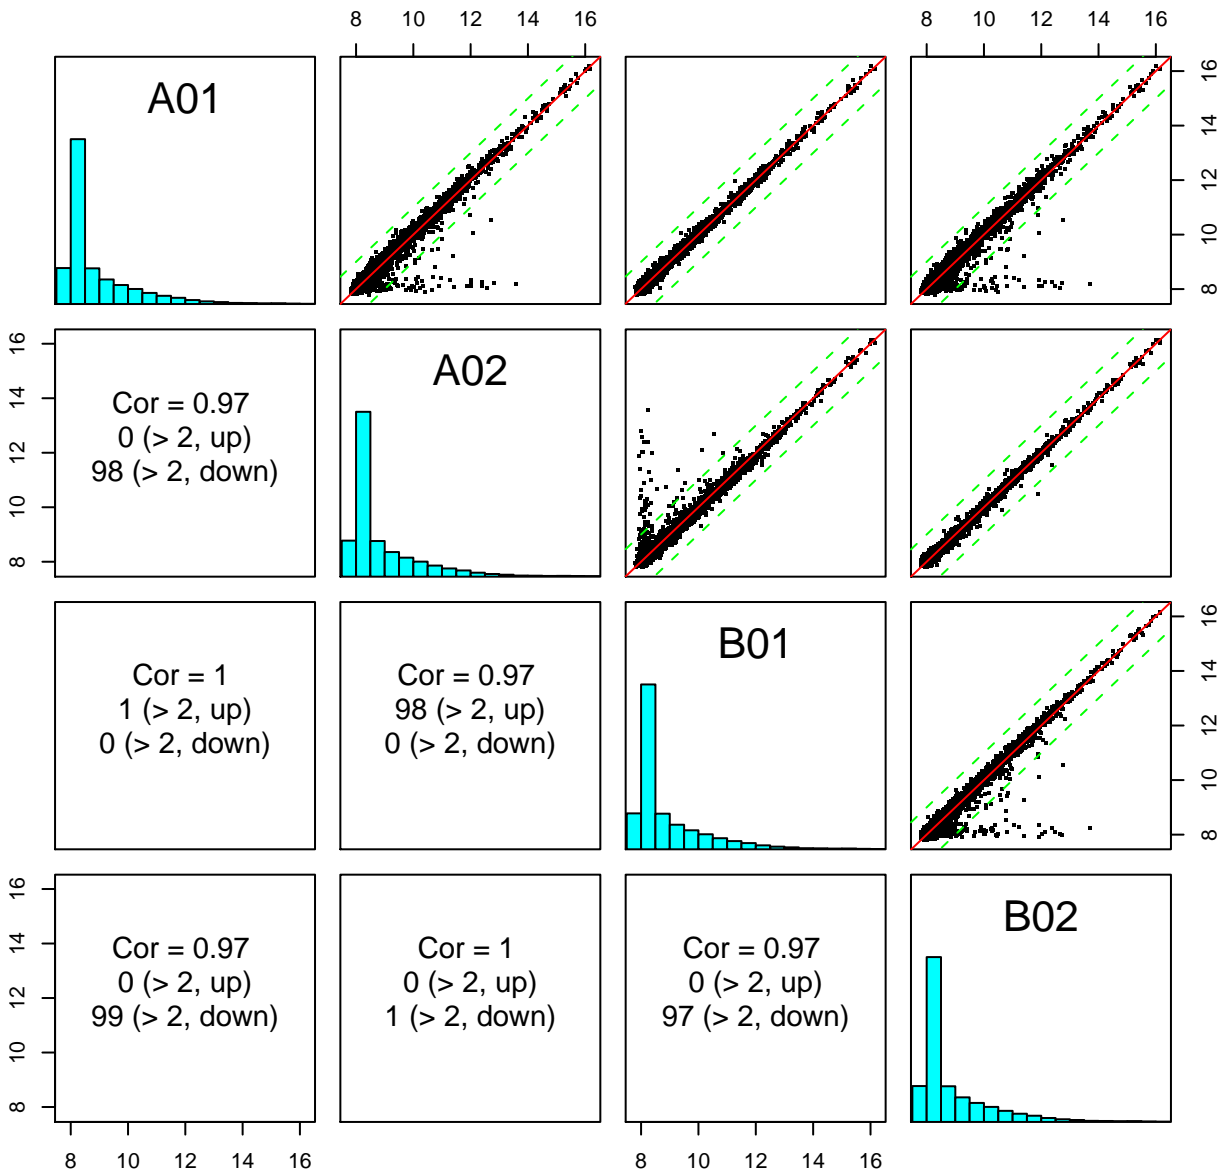 8 10 12 14 16
8 10 12 14 16
A01
8 10 12 14 16
8 10 12 14 16
Cor = 0.97
0 (> 2, up)
98 (> 2, down)
A02
Cor = 1
1 (> 2, up)
0 (> 2, down)
Cor = 0.97
98 (> 2, up)
0 (> 2, down)
B01
8 10 12 14 16
8 10 12 14 16
Cor = 0.97
0 (> 2, up)
99 (> 2, down)
Cor = 1
0 (> 2, up)
1 (> 2, down)
Cor = 0.97
0 (> 2, up)
97 (> 2, down)
B02
8 10 12 14 16
8 10 12 14 16